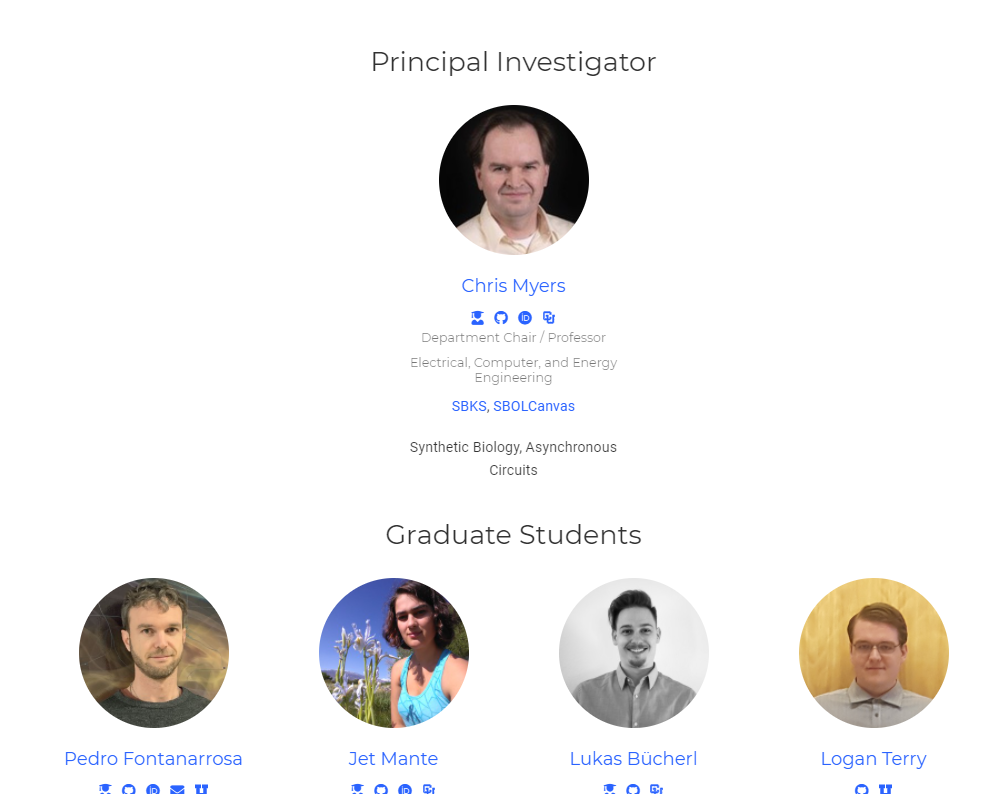 Principal Investigator
Chris Myers
Department Chair / Professor
Electrical, Computer, and Energy
Engineering
SBKS, SBOLCanvas
Synthetic Biology, Asynchronous
Circuits
Graduate Students
Pedro Fontanarrosa
Jet Mante
Lukas Bücherl
Logan Terry